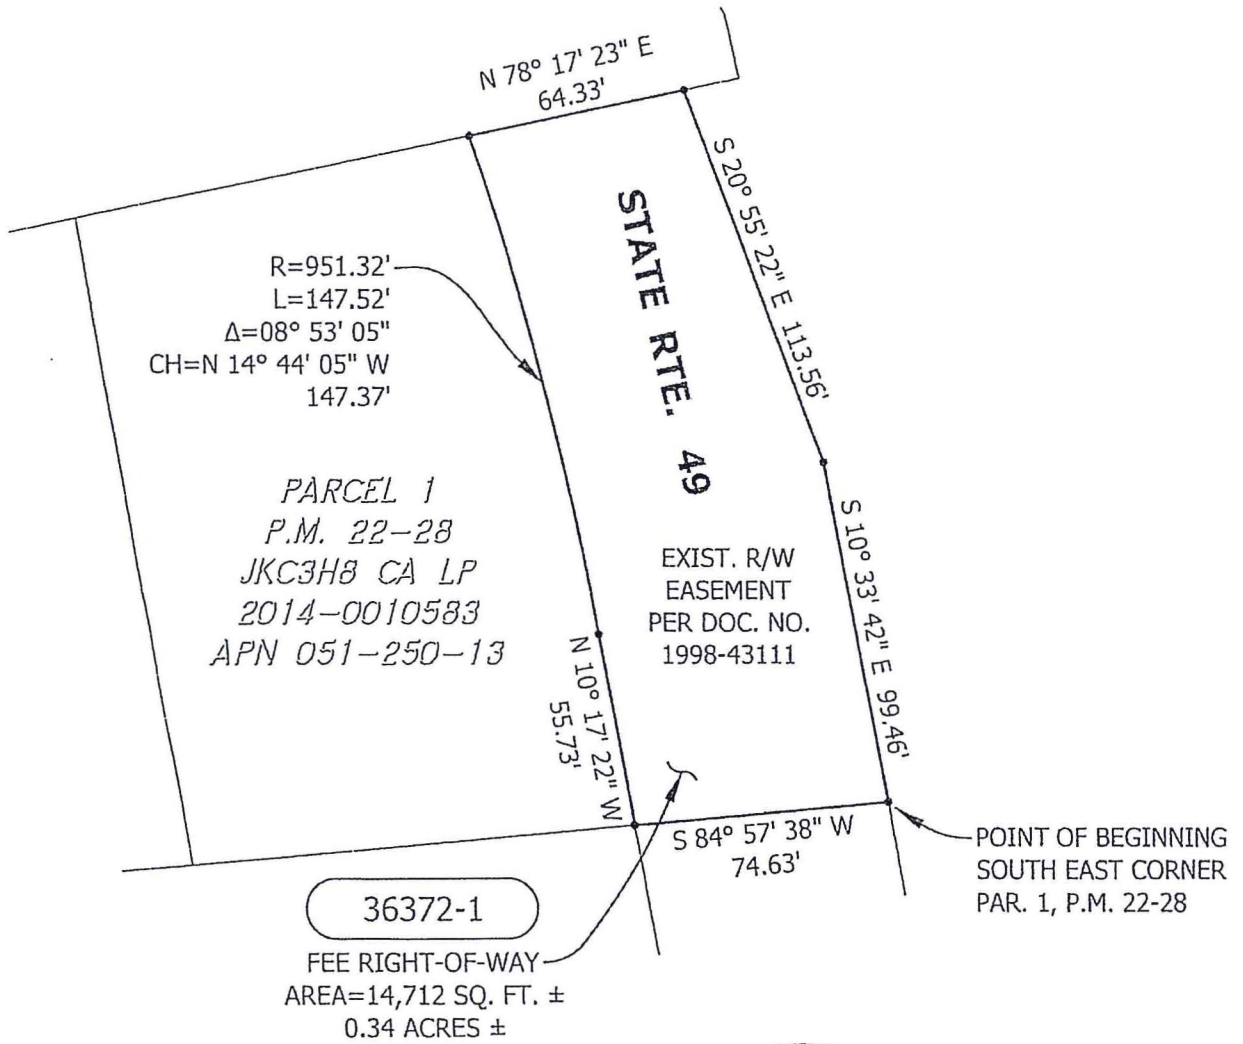 N 78° 17' 23" E
64.33'
S 20° 55' 22" E 113.56'
STATE RTE. 49
R=951.32'
L=147.52'
Δ=08° 53' 05"
CH=N 14° 44' 05" W
147.37'
PARCEL 1
P.M. 22-28
JKC3H8 CA LP
2014-0010583
APN 051-250-13
EXIST. R/W
EASEMENT
PER DOC. NO.
1998-43111
S 10° 33' 42" E 99.46'
N 10° 17' 22" W
55.73'
S 84° 57' 38" W
74.63'
POINT OF BEGINNING
SOUTH EAST CORNER
PAR. 1, P.M. 22-28
36372-1
FEE RIGHT-OF-WAY
AREA=14,712 SQ. FT. ±
0.34 ACRES ±